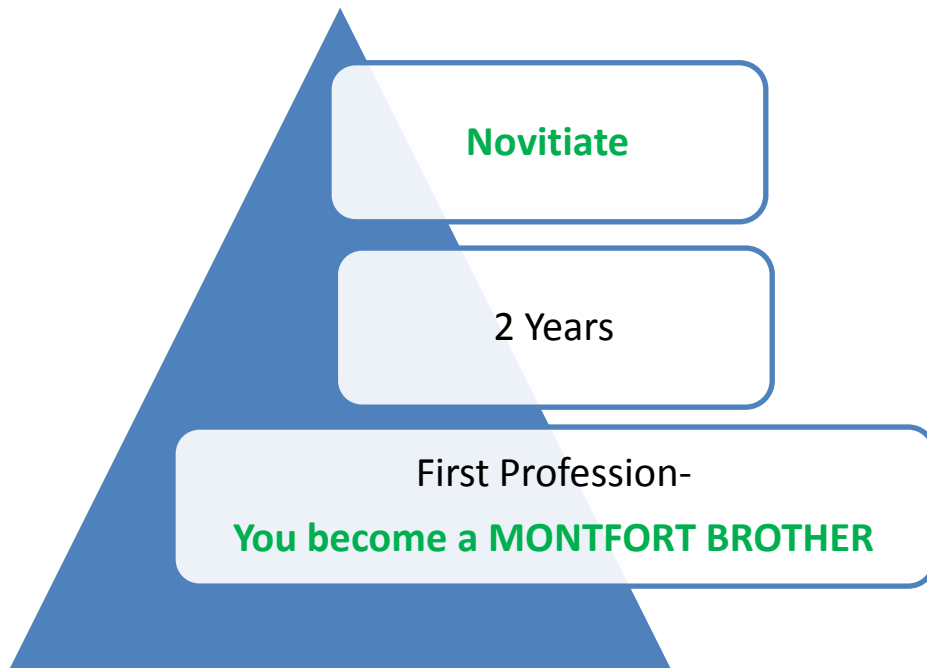 Novitiate
2 Years
First Profession-
You become a MONTFORT BROTHER